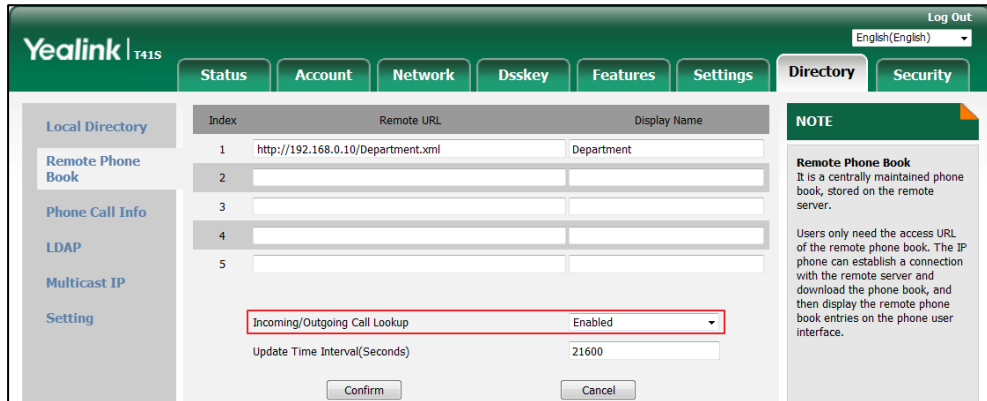 Log Out
Yealink T41S
English(English)
Status Account Network Dsskey Features Settings Directory Security
Local Directory
Remote Phone
Book
Phone Call Info
LDAP
Multicast IP
Setting
Index Remote URL Display Name
1 http://192.168.0.10/Department.xml Department
2
3
4
5
Incoming/Outgoing Call Lookup Enabled
Update Time Interval(Seconds) 21600
Confirm Cancel
NOTE
Remote Phone Book
It is a centrally maintained phone
book, stored on the remote
server.
Users only need the access URL
of the remote phone book. The IP
phone can establish a connection
with the remote server and
download the phone book, and
then display the remote phone
book entries on the phone user
interface.